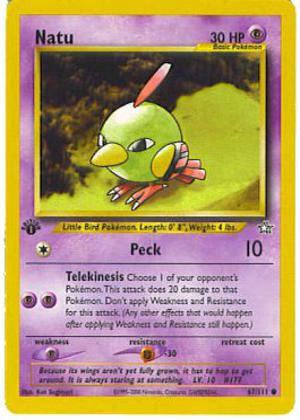 Natu
30 HP
Basic Pokémon
1
Little Bird Pokémon. Length: 0' 8", Weight: 4 lbs.
Peck 10
Telekinesis Choose 1 of your opponent's
Pokémon. This attack does 20 damage to that
Pokémon. Don't apply Weakness and Resistance
for this attack. (Any other effects that would happen
after applying Weakness and Resistance still happen.)
weakness resistance retreat cost
-30
Because its wings aren't yet fully grown, it has to hop to get
around. It is always staring at something. LV. 10
67/111